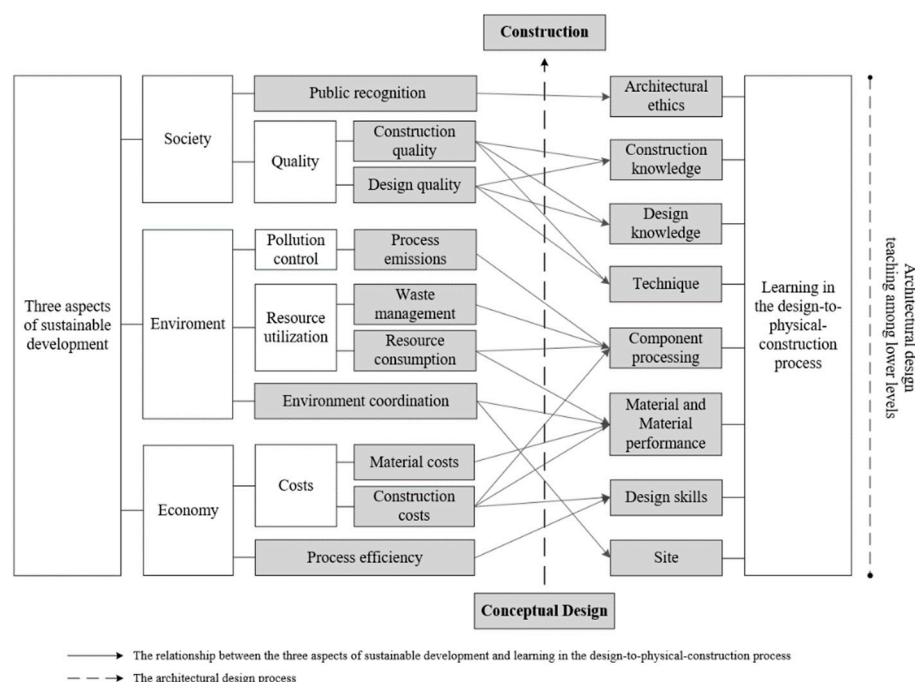 Construction
Three aspects
of sustainable
development
Society
Public recognition
Quality
Construction
quality
Design quality
Enviroment
Pollution
control
Process
emissions
Resource
utilization
Waste
management
Resource
consumption
Environment coordination
Economy
Costs
Material costs
Construction
costs
Process efficiency
Architectural
ethics
Construction
knowledge
Design
knowledge
Technique
Component
processing
Material and
Material
performance
Design skills
Site
Learning in
the design-to-
physical-
construction
process
Architectural design
teaching among lower levels
Conceptual Design
The relationship between the three aspects of sustainable development and learning in the design-to-physical-construction process
The architectural design process